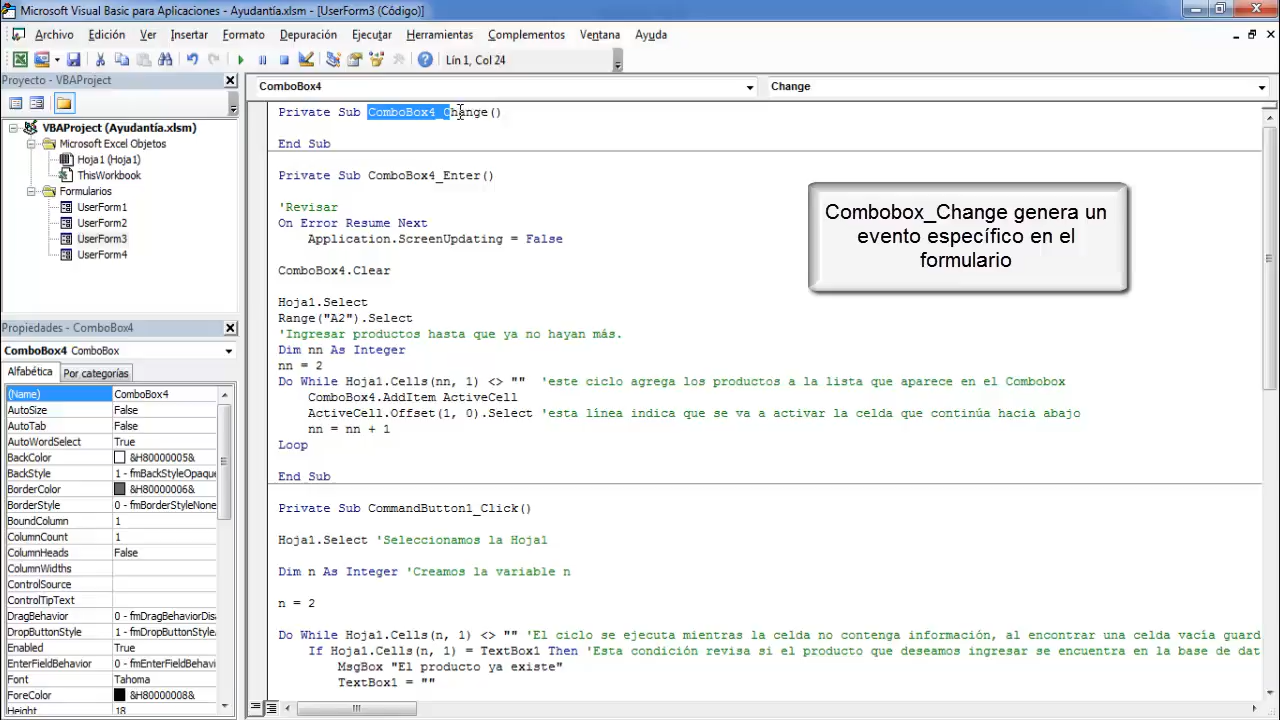 Microsoft Visual Basic para Aplicaciones - Ayudantía.xlsm - [UserForm3 (Código)]
Archivo Edición Ver Insertar Formato Depuración Ejecutar Herramientas Complementos Ventana Ayuda
Lín 1, Col 24
Proyecto - VBAProject
VBAProject (Ayudantía.xlsm)
Microsoft Excel Objetos
Hoja1 (Hoja1)
ThisWorkbook
Formularios
UserForm1
UserForm2
UserForm3
UserForm4
Propiedades - ComboBox4
ComboBox4 ComboBox
Alfabética Por categorías
(Name) ComboBox4
AutoSize False
AutoTab False
AutoWordSelect True
BackColor &H80000005&
BackStyle 1 - fmBackStyleOpaque
BorderColor &H80000006&
BorderStyle 0 - fmBorderStyleNone
BoundColumn 1
ColumnCount 1
ColumnHeads False
ColumnWidths
ControlSource
ControlTipText
DragBehavior 0 - fmDragBehaviorDis
DropButtonStyle 1 - fmDropButtonStyle
Enabled True
EnterFieldBehavior 0 - fmEnterFieldBehavi
Font Tahoma
ForeColor &H80000008&
Height 18
ComboBox4 Change
Private Sub ComboBox4_Change()
End Sub
Private Sub ComboBox4_Enter()
'Revisar
On Error Resume Next
Application.ScreenUpdating = False
ComboBox4.Clear
Hoja1.Select
Range("A2").Select
'Ingresar productos hasta que ya no hayan más.
Dim nn As Integer
nn = 2
Do While Hoja1.Cells(nn, 1) <> "" 'este ciclo agrega los productos a la lista que aparece en el Combobox
ComboBox4.AddItem ActiveCell
ActiveCell.Offset(1, 0).Select 'esta línea indica que se va a activar la celda que continúa hacia abajo
nn = nn + 1
Loop
End Sub
Private Sub CommandButton1_Click()
Hoja1.Select 'Seleccionamos la Hoja1
Dim n As Integer 'Creamos la variable n
n = 2
Do While Hoja1.Cells(n, 1) <> "" 'El ciclo se ejecuta mientras la celda no contenga información, al encontrar una celda vacía guard
If Hoja1.Cells(n, 1) = TextBox1 Then 'Esta condición revisa si el producto que deseamos ingresar se encuentra en la base de dat
MsgBox "El producto ya existe"
TextBox1 = ""
Combobox_Change genera un
evento específico en el
formulario